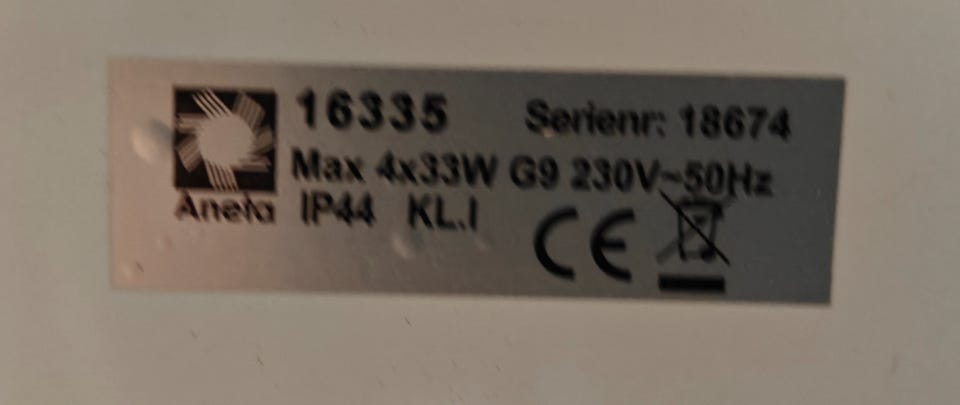 16335 Serienr: 18674
Max 4x33W G9 230V~50Hz
Aneta IP44 KL.I
CE